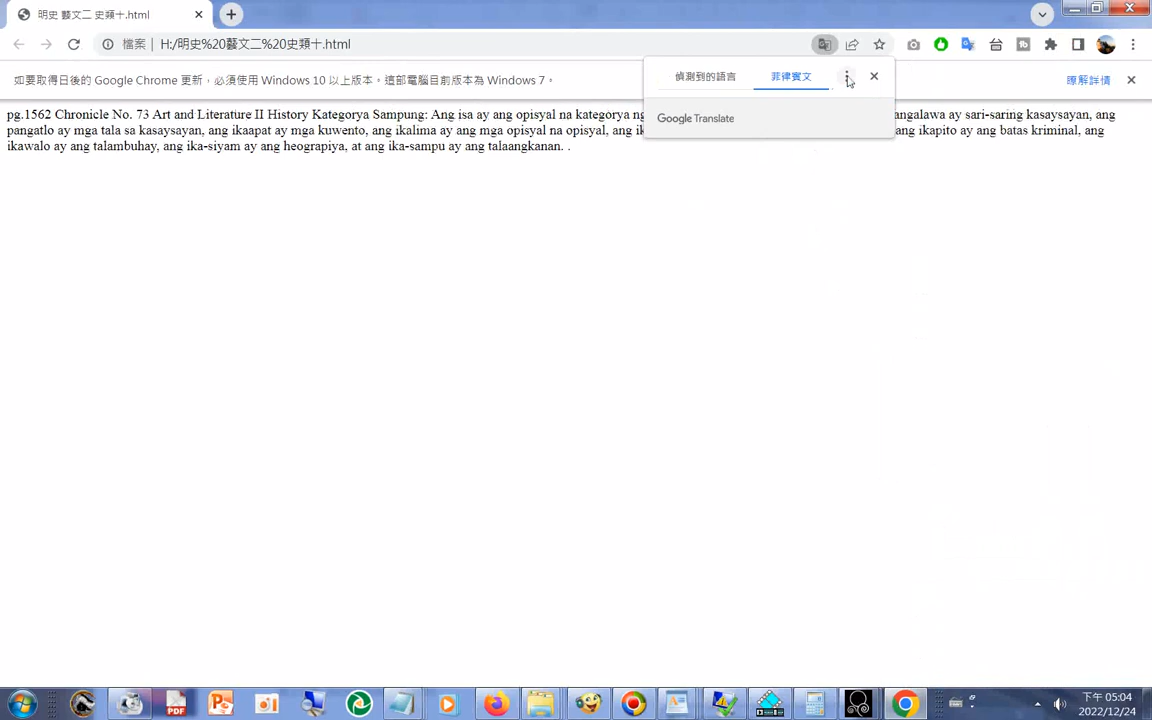 明史 藝文二 史類十.html
檔案 H:/明史%20藝文二%20史類十.html
如要取得日後的 Google Chrome 更新，必須使用 Windows 10 以上版本。這部電腦目前版本為 Windows 7。
瞭解詳情
偵測到的語言 菲律賓文
Google Translate
pg.1562 Chronicle No. 73 Art and Literature II History Kategorya Sampung: Ang isa ay ang opisyal na kategorya ng angalawa ay sari-saring kasaysayan, ang
pangatlo ay mga tala sa kasaysayan, ang ikaapat ay mga kuwento, ang ikalima ay ang mga opisyal na opisyal, ang ik ang ikapito ay ang batas kriminal, ang
ikawalo ay ang talambuhay, ang ika-siyam ay ang heograpiya, at ang ika-sampu ay ang talaangkanan. .
PDF
下午 05:04
2022/12/24